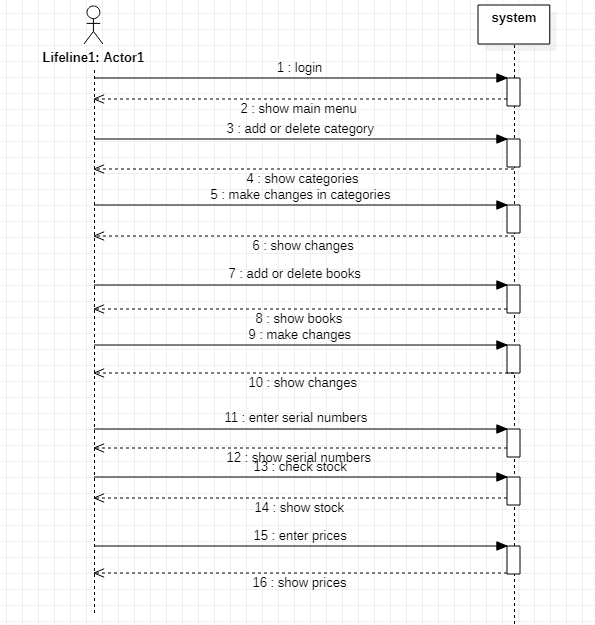 system
Lifeline1: Actor1
1 : login
2 : show main menu
3 : add or delete category
4 : show categories
5 : make changes in categories
6 : show changes
7 : add or delete books
8 : show books
9 : make changes
10 : show changes
11 : enter serial numbers
12 : show serial numbers
13 : check stock
14 : show stock
15 : enter prices
16 : show prices